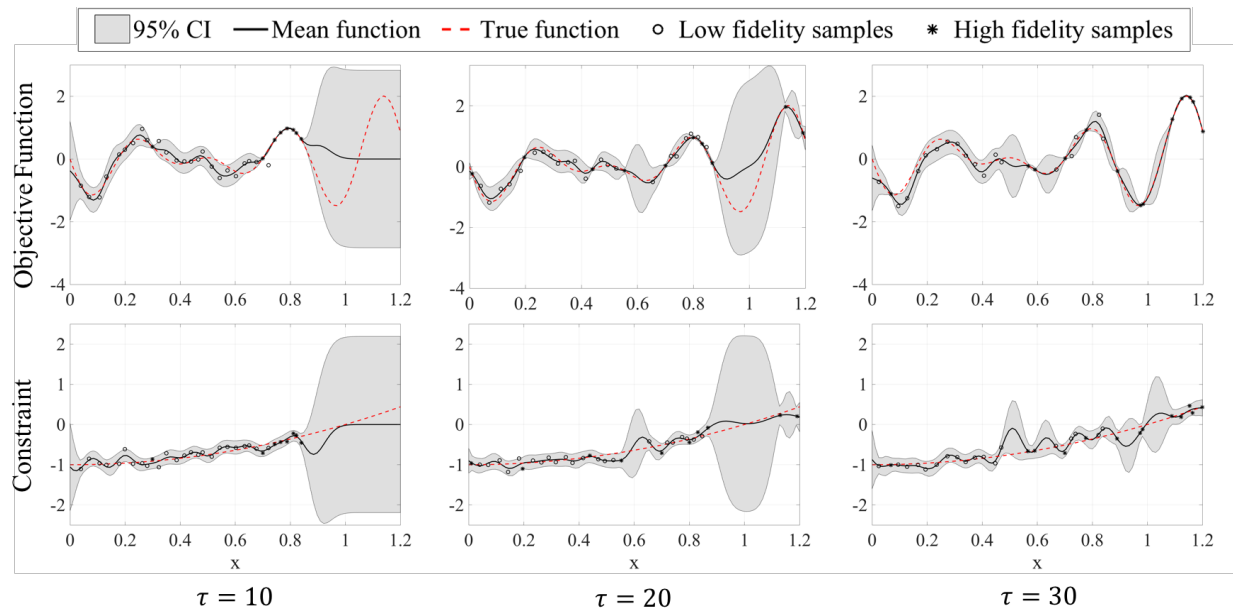 95% CI Mean function True function Low fidelity samples High fidelity samples
Objective Function
2
0
-2
-4
0 0.2 0.4 0.6 0.8 1 1.2
2
0
-2
-4
0 0.2 0.4 0.6 0.8 1 1.2
2
0
-2
-4
0 0.2 0.4 0.6 0.8 1 1.2
Constraint
2
1
0
-1
-2
0 0.2 0.4 0.6 0.8 1 1.2
x
2
1
0
-1
-2
0 0.2 0.4 0.6 0.8 1 1.2
x
2
1
0
-1
-2
0 0.2 0.4 0.6 0.8 1 1.2
x
τ = 10 τ = 20 τ = 30